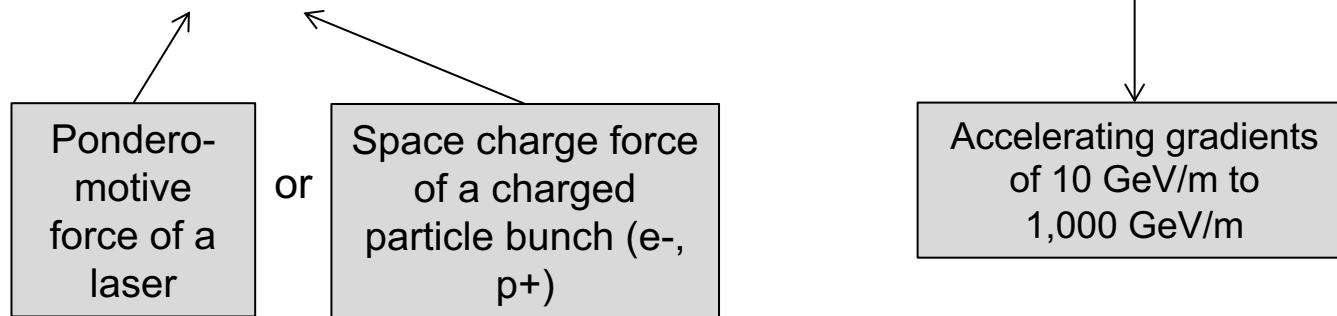 Pondero-
motive
force of a
laser
or
Space charge force
of a charged
particle bunch (e-,
p+)
Accelerating gradients
of 10 GeV/m to
1,000 GeV/m